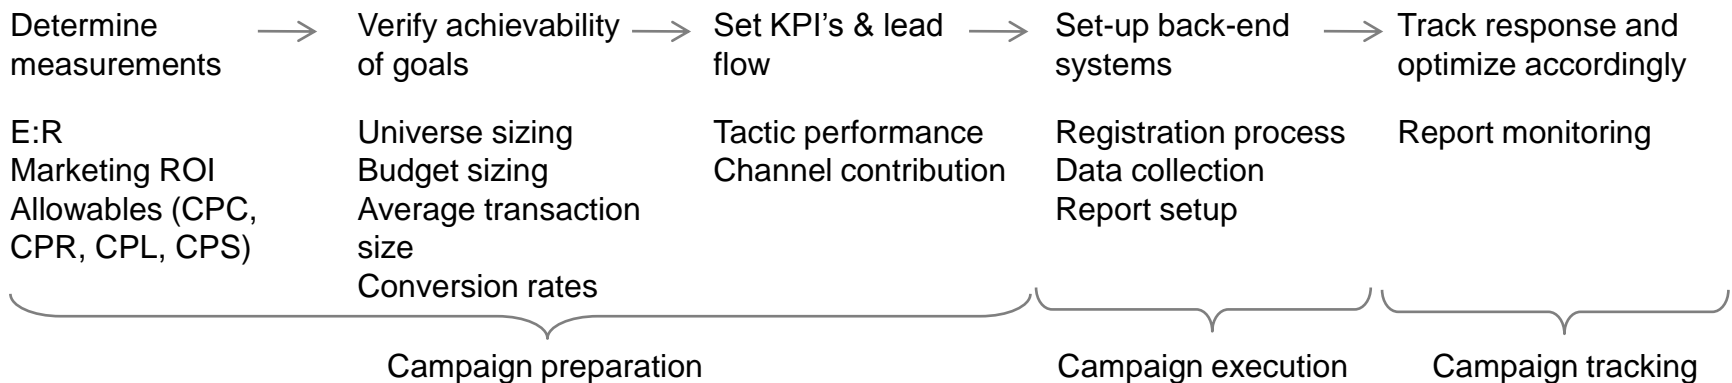 Determine
measurements
Verify achievability
of goals
Set KPI’s & lead
flow
Set-up back-end
systems
Track response and
optimize accordingly
E:R
Marketing ROI
Allowables (CPC,
CPR, CPL, CPS)
Universe sizing
Budget sizing
Average transaction
size
Conversion rates
Tactic performance
Channel contribution
Registration process
Data collection
Report setup
Report monitoring
Campaign preparation
Campaign execution
Campaign tracking